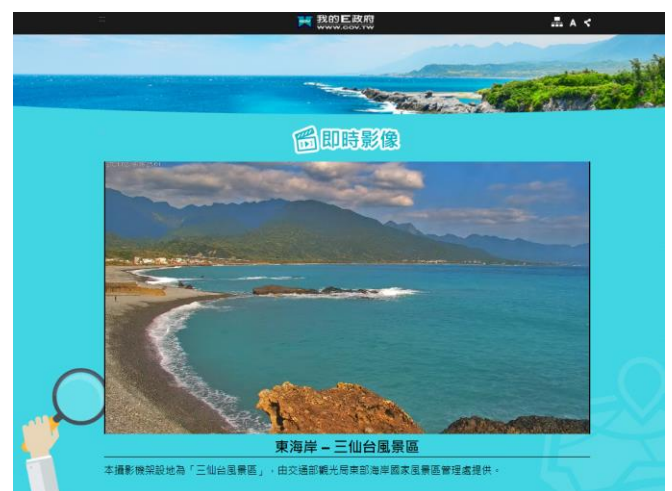 我的E政府
WWW.GOV.TW
A
即時影像
東海岸 – 三仙台風景區
本攝影機架設地為「三仙台風景區」，由交通部觀光局東部海岸國家風景區管理處提供。